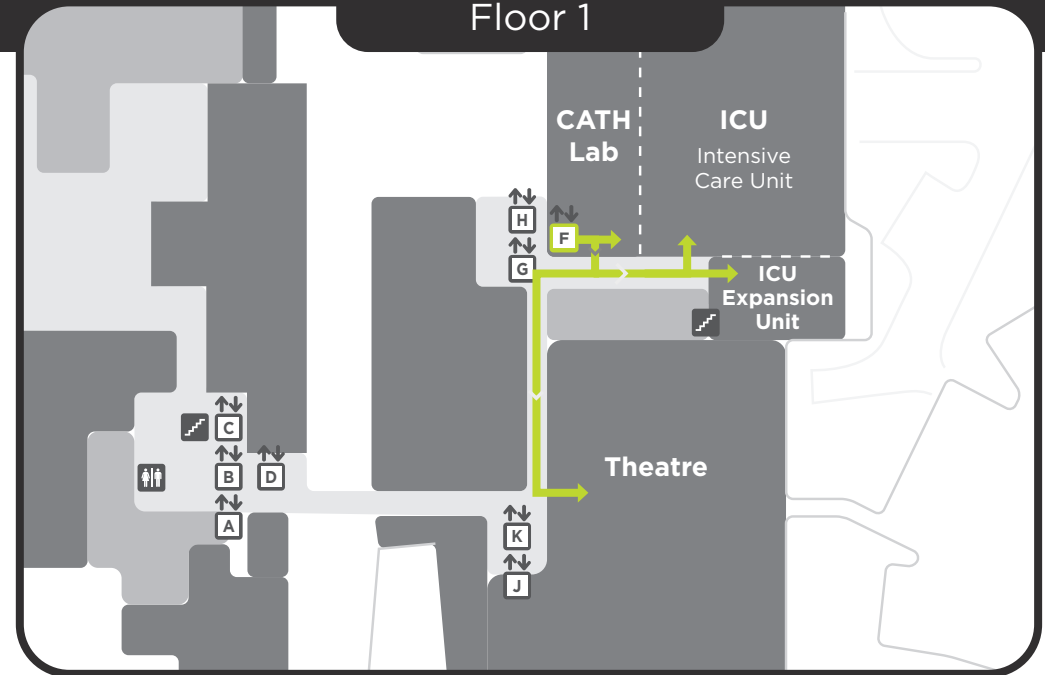 Floor 1
CATH
Lab
ICU
Intensive
Care Unit
H
F
G
ICU
Expansion
Unit
C
B
D
A
Theatre
K
J